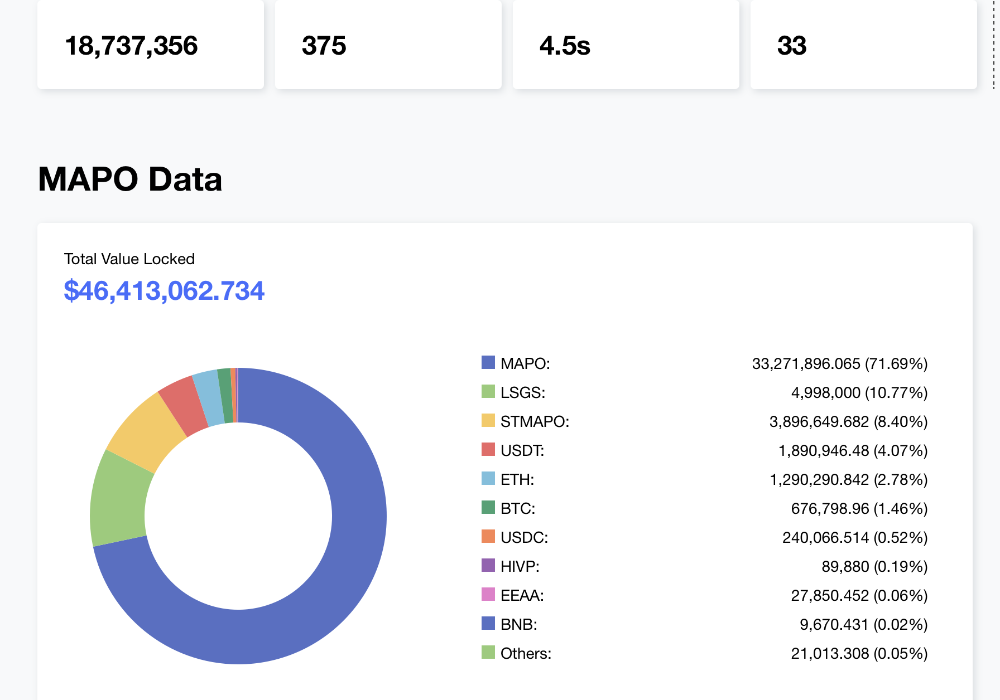 18,737,356
375
4.5s
33
MAPO Data
Total Value Locked
$46,413,062.734
MAPO: 33,271,896.065 (71.69%)
LSGS: 4,998,000 (10.77%)
STMAPO: 3,896,649.682 (8.40%)
USDT: 1,890,946.48 (4.07%)
ETH: 1,290,290.842 (2.78%)
BTC: 676,798.96 (1.46%)
USDC: 240,066.514 (0.52%)
HIVP: 89,880 (0.19%)
EEAA: 27,850.452 (0.06%)
BNB: 9,670.431 (0.02%)
Others: 21,013.308 (0.05%)